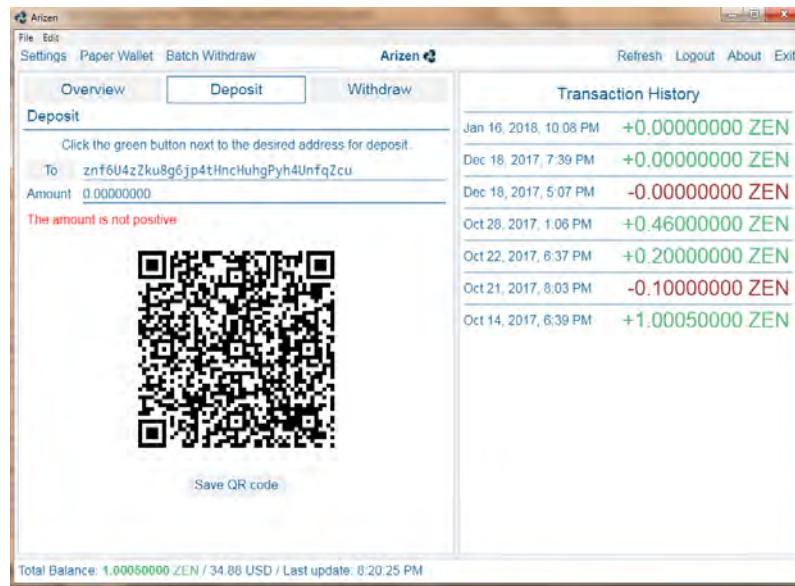 Arizen
File Edit
Settings Paper Wallet Batch Withdraw Arizen Refresh Logout About Exit
Overview Deposit Withdraw
Deposit
Click the green button next to the desired address for deposit.
To znf6U4zZku8g6jp4tHncHuhgPyh4UnfqZcu
Amount 0.00000000
The amount is not positive
Save QR code
Transaction History
Jan 16, 2018, 10:08 PM +0.00000000 ZEN
Dec 18, 2017, 7:39 PM +0.00000000 ZEN
Dec 18, 2017, 5:07 PM -0.00000000 ZEN
Oct 28, 2017, 1:06 PM +0.46000000 ZEN
Oct 22, 2017, 6:37 PM +0.20000000 ZEN
Oct 21, 2017, 8:03 PM -0.10000000 ZEN
Oct 14, 2017, 6:39 PM +1.00050000 ZEN
Total Balance: 1.00050000 ZEN / 34.88 USD / Last update: 8:20:25 PM